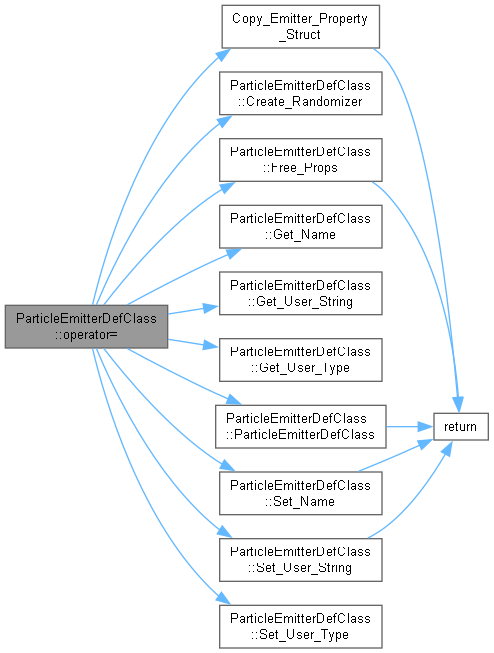 Copy_Emitter_Property
_Struct
ParticleEmitterDefClass
::Create_Randomizer
ParticleEmitterDefClass
::Free_Props
ParticleEmitterDefClass
::Get_Name
ParticleEmitterDefClass
::Get_User_String
ParticleEmitterDefClass
::operator=
ParticleEmitterDefClass
::Get_User_Type
ParticleEmitterDefClass
::ParticleEmitterDefClass
return
ParticleEmitterDefClass
::Set_Name
ParticleEmitterDefClass
::Set_User_String
ParticleEmitterDefClass
::Set_User_Type